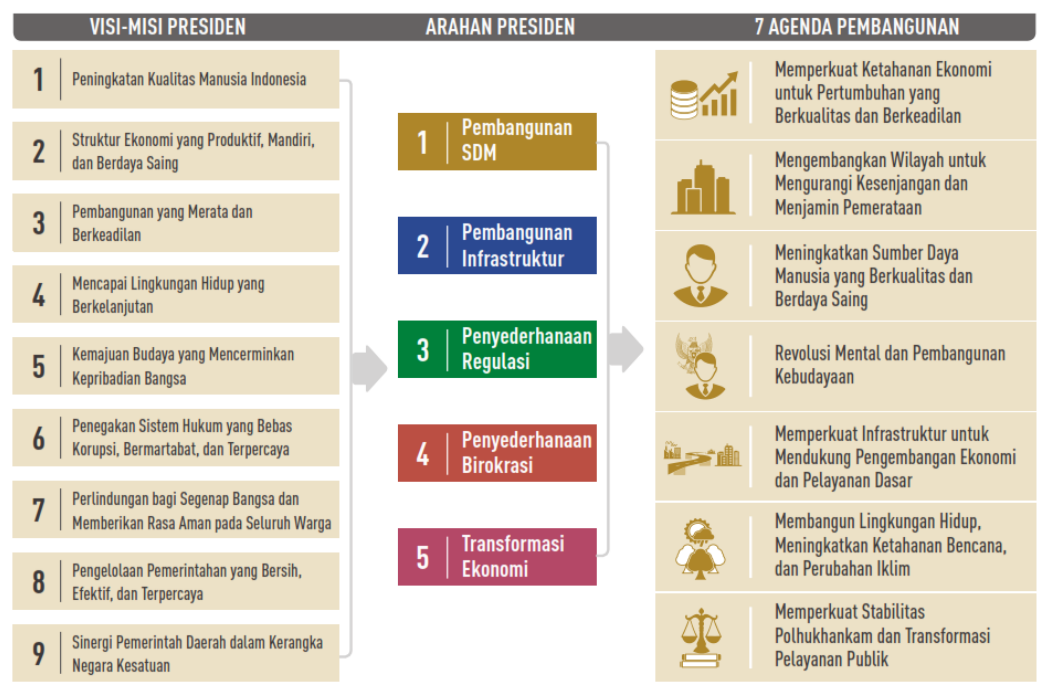 VISI-MISI PRESIDEN
1
Peningkatan Kualitas Manusia Indonesia
2
Struktur Ekonomi yang Produktif, Mandiri,
dan Berdaya Saing
3
Pembangunan yang Merata dan
Berkeadilan
4
Mencapai Lingkungan Hidup yang
Berkelanjutan
5
Kemajuan Budaya yang Mencerminkan
Kepribadian Bangsa
6
Penegakan Sistem Hukum yang Bebas
Korupsi, Bermartabat, dan Terpercaya
7
Perlindungan bagi Segenap Bangsa dan
Memberikan Rasa Aman pada Seluruh Warga
8
Pengelolaan Pemerintahan yang Bersih,
Efektif, dan Terpercaya
9
Sinergi Pemerintah Daerah dalam Kerangka
Negara Kesatuan
ARAHAN PRESIDEN
1
Pembangunan
SDM
2
Pembangunan
Infrastruktur
3
Penyederhanaan
Regulasi
4
Penyederhanaan
Birokrasi
5
Transformasi
Ekonomi
7 AGENDA PEMBANGUNAN
Memperkuat Ketahanan Ekonomi
untuk Pertumbuhan yang
Berkualitas dan Berkeadilan
Mengembangkan Wilayah untuk
Mengurangi Kesenjangan dan
Menjamin Pemerataan
Meningkatkan Sumber Daya
Manusia yang Berkualitas dan
Berdaya Saing
Revolusi Mental dan Pembangunan
Kebudayaan
Memperkuat Infrastruktur untuk
Mendukung Pengembangan Ekonomi
dan Pelayanan Dasar
Membangun Lingkungan Hidup,
Meningkatkan Ketahanan Bencana,
dan Perubahan Iklim
Memperkuat Stabilitas
Polhukhankam dan Transformasi
Pelayanan Publik